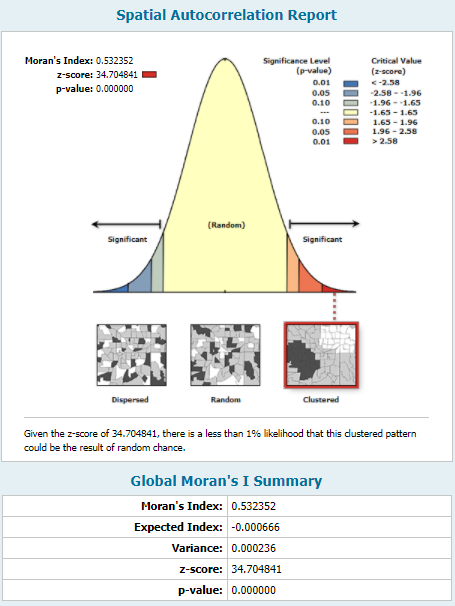 Spatial Autocorrelation Report
Moran's Index: 0.532352
z-score: 34.704841
p-value: 0.000000
Significance Level
(p-value)
Critical Value
(z-score)
0.01 < -2.58
0.05 -2.58 - -1.96
0.10 -1.96 - -1.65
--- -1.65 - 1.65
0.10 1.65 - 1.96
0.05 1.96 - 2.58
0.01 > 2.58
(Random)
Significant Significant
Dispersed Random Clustered
Given the z-score of 34.704841, there is a less than 1% likelihood that this clustered pattern
could be the result of random chance.
Global Moran's I Summary
Moran's Index: 0.532352
Expected Index: -0.000666
Variance: 0.000236
z-score: 34.704841
p-value: 0.000000